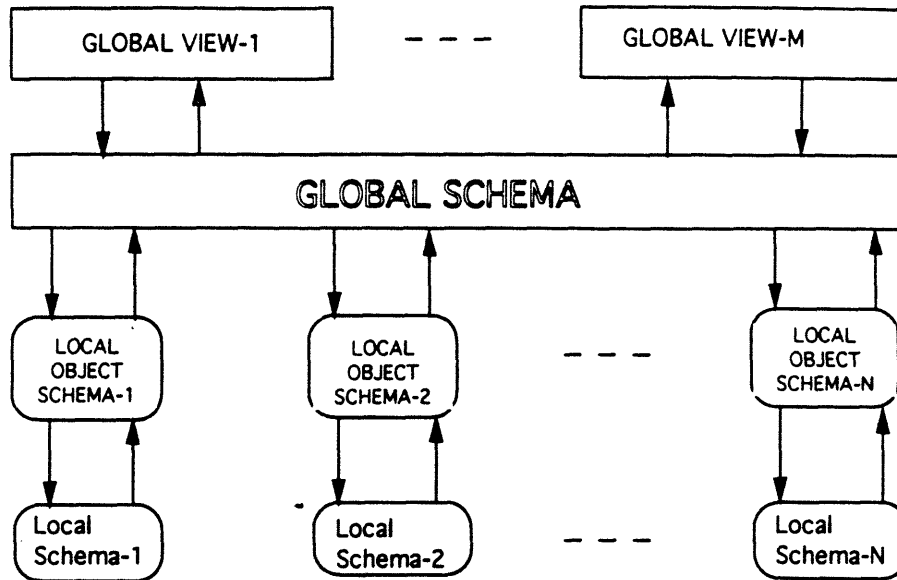 GLOBAL VIEW-1
GLOBAL VIEW-M
GLOBAL SCHEMA
LOCAL
OBJECT
SCHEMA-1
LOCAL
OBJECT
SCHEMA-2
LOCAL
OBJECT
SCHEMA-N
Local
Schema-1
Local
Schema-2
Local
Schema-N